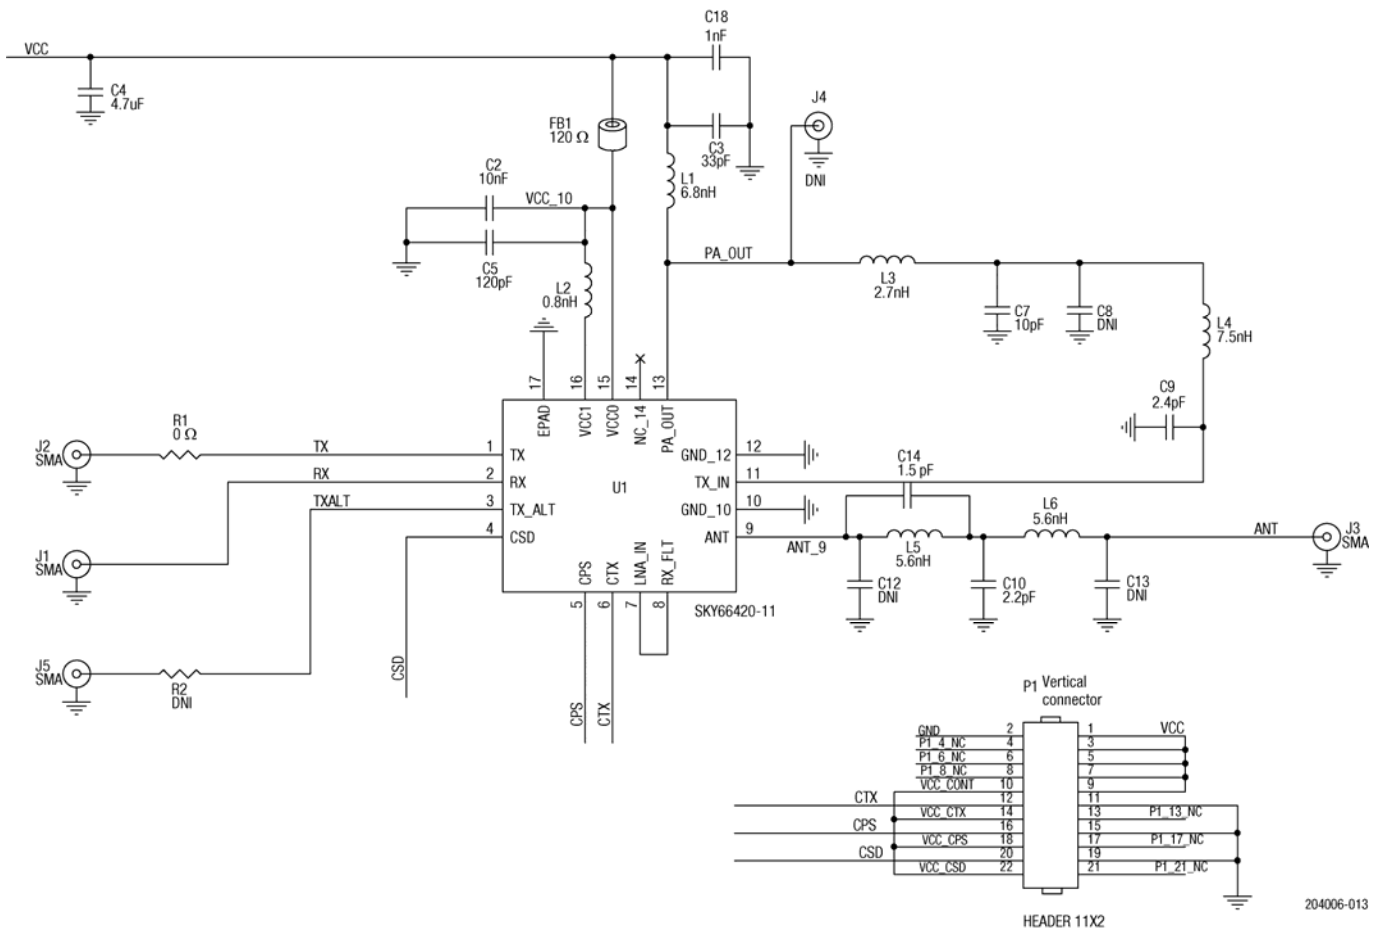 C18
1nF
VCC
C4
4.7uF
FB1
120 Ω
C3
33pF
J4
DNI
C2
10nF
VCC_10
L1
6.8nH
C5
120pF
L2
0.8nH
PA_OUT
L3
2.7nH
C7
10pF
C8
DNI
L4
7.5nH
C9
2.4pF
17
16
15
14
13
EPAD
VCC1
VCC0
NC_14
PA_OUT
R1
0 Ω
J2
SMA
TX
1
TX
RX
2
RX
TXALT
3
TX_ALT
4
CSD
U1
GND_12
12
TX_IN
11
GND_10
10
ANT
9
ANT_9
C14
1.5 pF
L5
5.6nH
L6
5.6nH
ANT
J3
SMA
C12
DNI
C10
2.2pF
C13
DNI
J1
SMA
CPS
CTX
LNA_IN
RX_FLT
5
6
7
8
SKY66420-11
J5
SMA
R2
DNI
CSD
CPS
CTX
P1 Vertical
connector
GND 2 1 VCC
P1_4_NC 4 3
P1_6_NC 6 5
P1_8_NC 8 7
VCC_CONT 10 9
CTX 12 11
VCC_CTX 14 13 P1_13_NC
CPS 16 15
VCC_CPS 18 17 P1_17_NC
CSD 20 19
VCC_CSD 22 21 P1_21_NC
HEADER 11X2
204006-013